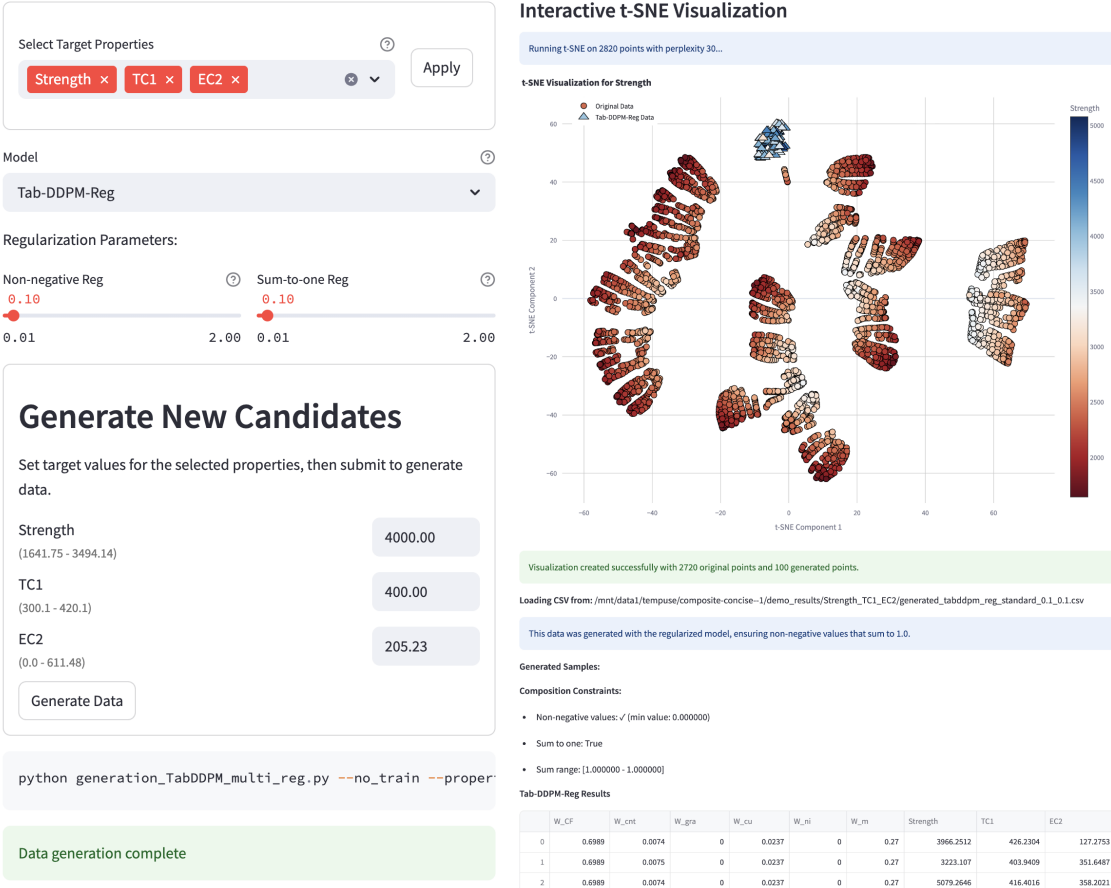 Select Target Properties
Strength × TC1 × EC2 ×
Apply
Model
Tab-DDPM-Reg
Regularization Parameters:
Non-negative Reg
0.10
0.01 2.00
Sum-to-one Reg
0.10
0.01 2.00
Generate New Candidates
Set target values for the selected properties, then submit to generate
data.
Strength
(1641.75 - 3494.14)
4000.00
TC1
(300.1 - 420.1)
400.00
EC2
(0.0 - 611.48)
205.23
Generate Data
python generation_TabDDPM_multi_reg.py --no_train --proper
Data generation complete
Interactive t-SNE Visualization
Running t-SNE on 2820 points with perplexity 30...
t-SNE Visualization for Strength
Original Data
Tab-DDPM-Reg Data
Strength
5000
4500
4000
3500
3000
2500
2000
t-SNE Component 2
60
40
20
0
−20
−40
−60
−60 −40 −20 0 20 40 60
t-SNE Component 1
Visualization created successfully with 2720 original points and 100 generated points.
Loading CSV from: /mnt/data1/tempuse/composite-concise--1/demo_results/Strength_TC1_EC2/generated_tabddpm_reg_standard_0.1_0.1.csv
This data was generated with the regularized model, ensuring non-negative values that sum to 1.0.
Generated Samples:
Composition Constraints:
• Non-negative values: ✓ (min value: 0.000000)
• Sum to one: True
• Sum range: [1.000000 - 1.000000]
Tab-DDPM-Reg Results
W_CF W_cnt W_gra W_cu W_ni W_m Strength TC1 EC2
0 0.6989 0.0074 0 0.0237 0 0.27 3966.2512 426.2304 127.2753
1 0.6989 0.0075 0 0.0237 0 0.27 3223.107 403.9409 351.6487
2 0.6989 0.0074 0 0.0237 0 0.27 5079.2646 416.4016 358.2021